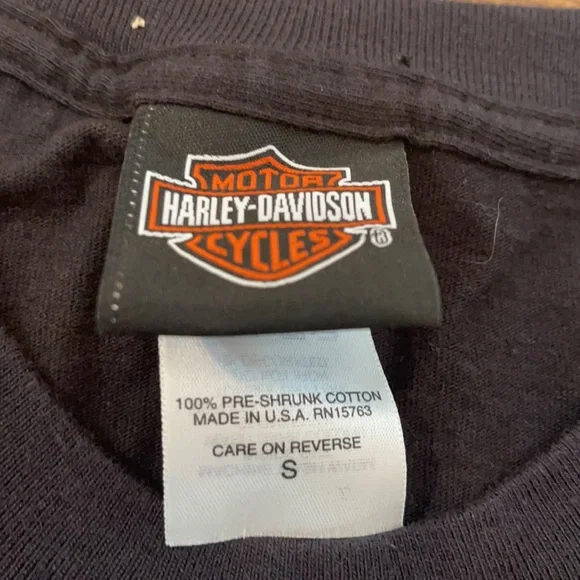 MOTOR
HARLEY-DAVIDSON
CYCLES
®
100% PRE-SHRUNK COTTON
MADE IN U.S.A. RN15763
CARE ON REVERSE
S